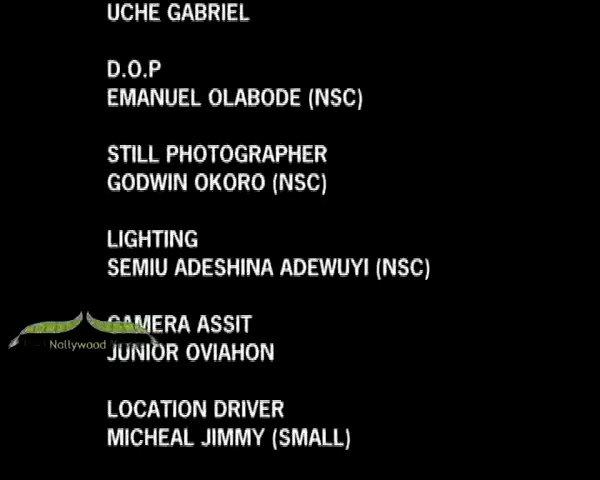 UCHE GABRIEL
D.O.P
EMANUEL OLABODE (NSC)
STILL PHOTOGRAPHER
GODWIN OKORO (NSC)
LIGHTING
SEMIU ADESHINA ADEWUYI (NSC)
CAMERA ASSIT
Nollywood
JUNIOR OVIAHON
LOCATION DRIVER
MICHEAL JIMMY (SMALL)